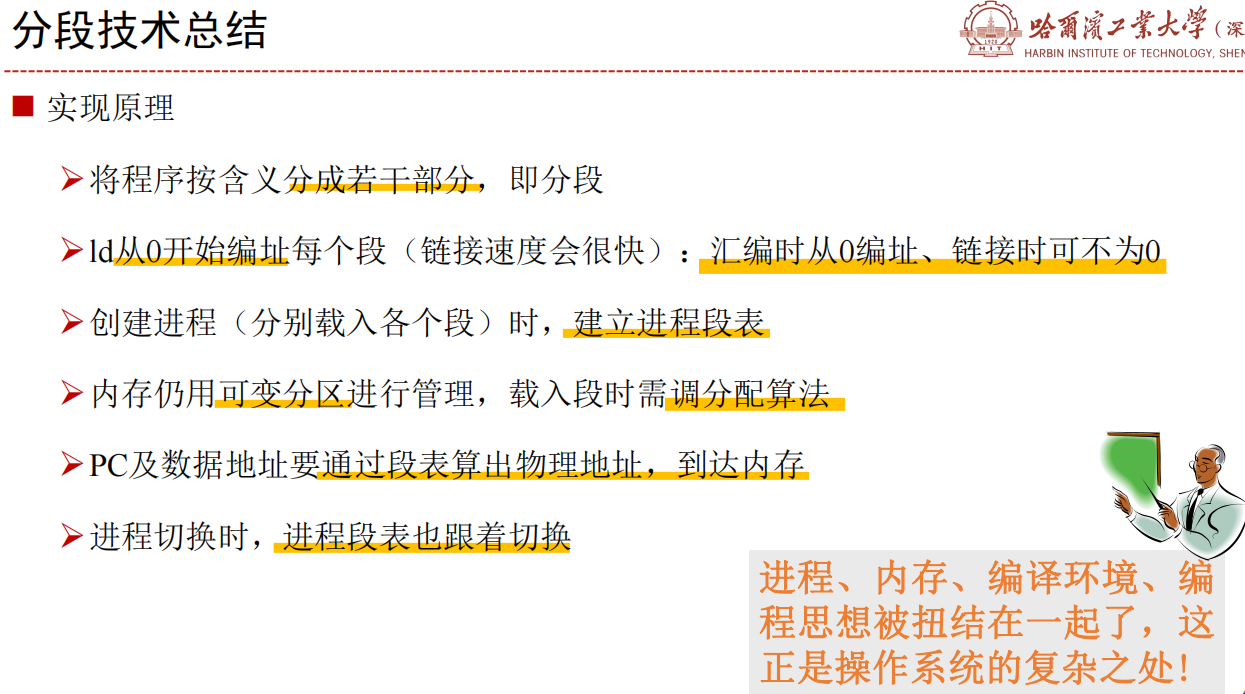 分段技术总结
哈爾濱工業大學(深
HARBIN INSTITUTE OF TECHNOLOGY, SHEN
实现原理
将程序按含义分成若干部分，即分段
ld从0开始编址每个段（链接速度会很快）：汇编时从0编址、链接时可不为0
创建进程（分别载入各个段）时，建立进程段表
内存仍用可变分区进行管理，载入段时需调分配算法
PC及数据地址要通过段表算出物理地址，到达内存
进程切换时，进程段表也跟着切换
进程、内存、编译环境、编
程思想被扭结在一起了，这
正是操作系统的复杂之处!